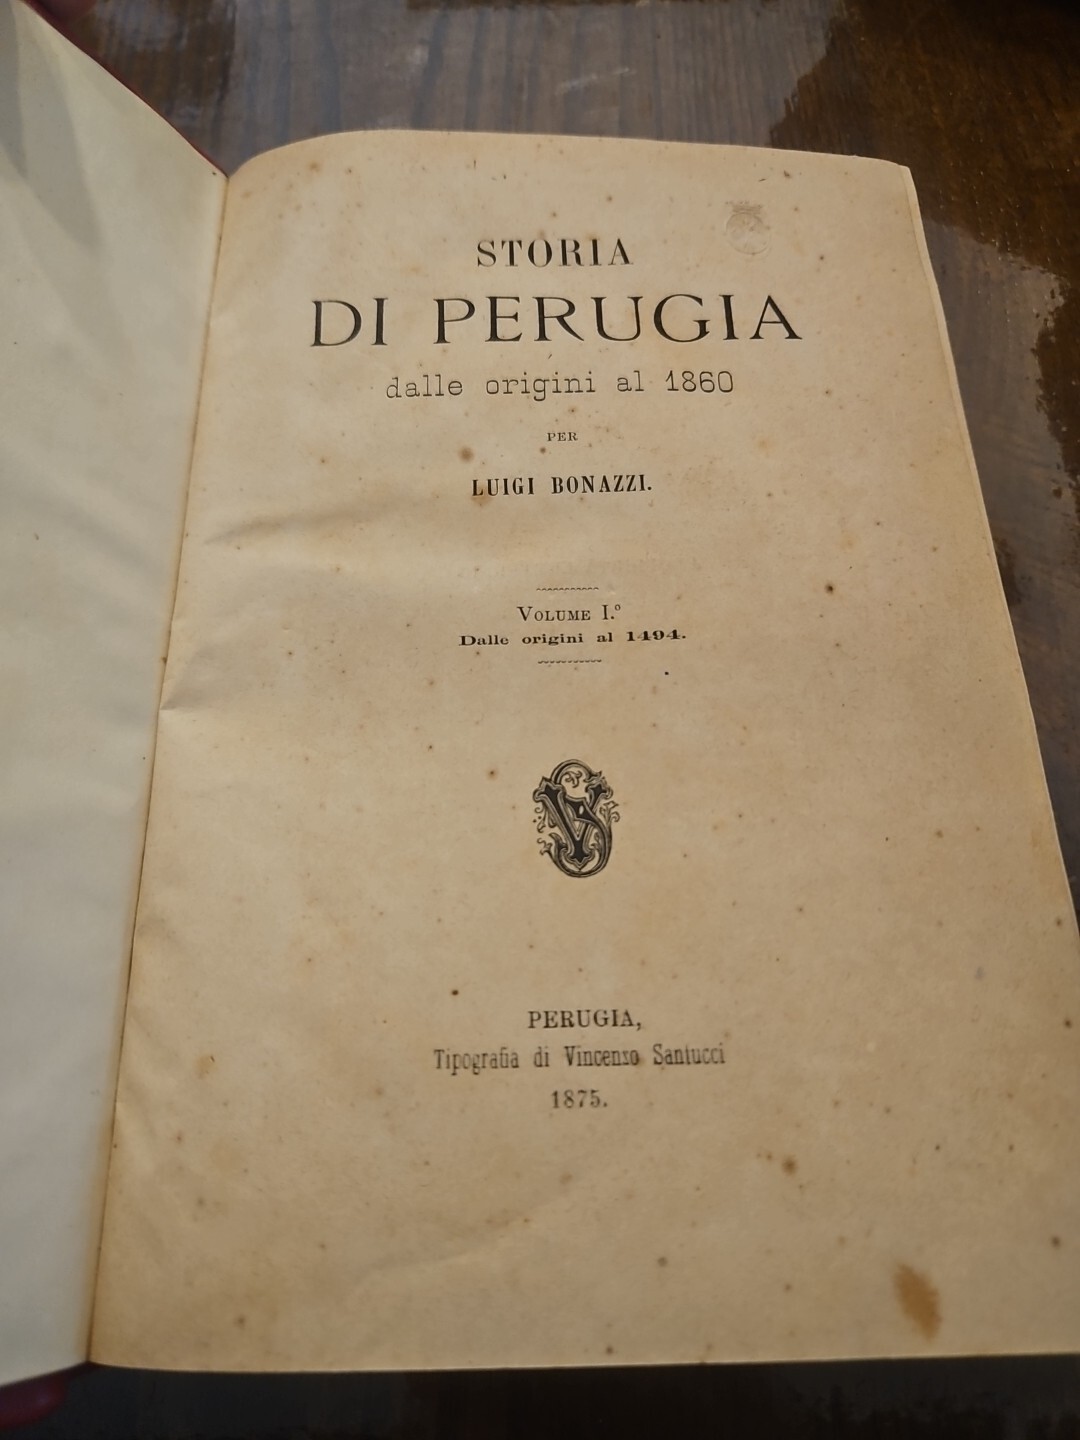 STORIA
DI PERUGIA
dalle origini al 1860
PER
LUIGI BONAZZI.
VOLUME I.º
Dalle origini al 1494.
PERUGIA,
Tipografia di Vincenzo Santucci
1875.